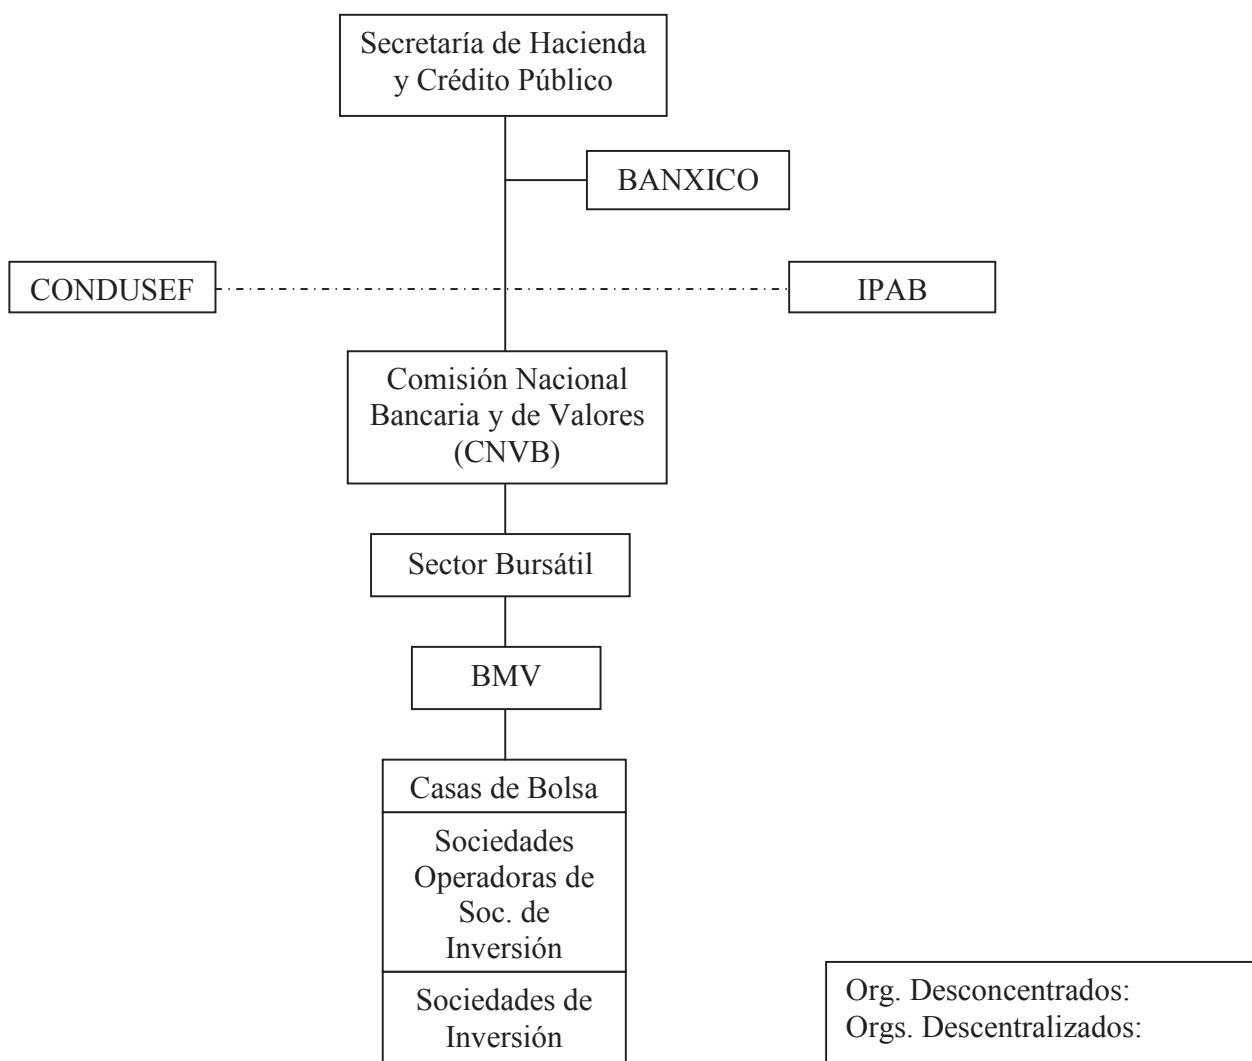 Secretaría de Hacienda
y Crédito Público
BANXICO
CONDUSEF
IPAB
Comisión Nacional
Bancaria y de Valores
(CNVB)
Sector Bursátil
BMV
Casas de Bolsa
Sociedades
Operadoras de
Soc. de
Inversión
Sociedades de
Inversión
Org. Desconcentrados:
Orgs. Descentralizados: